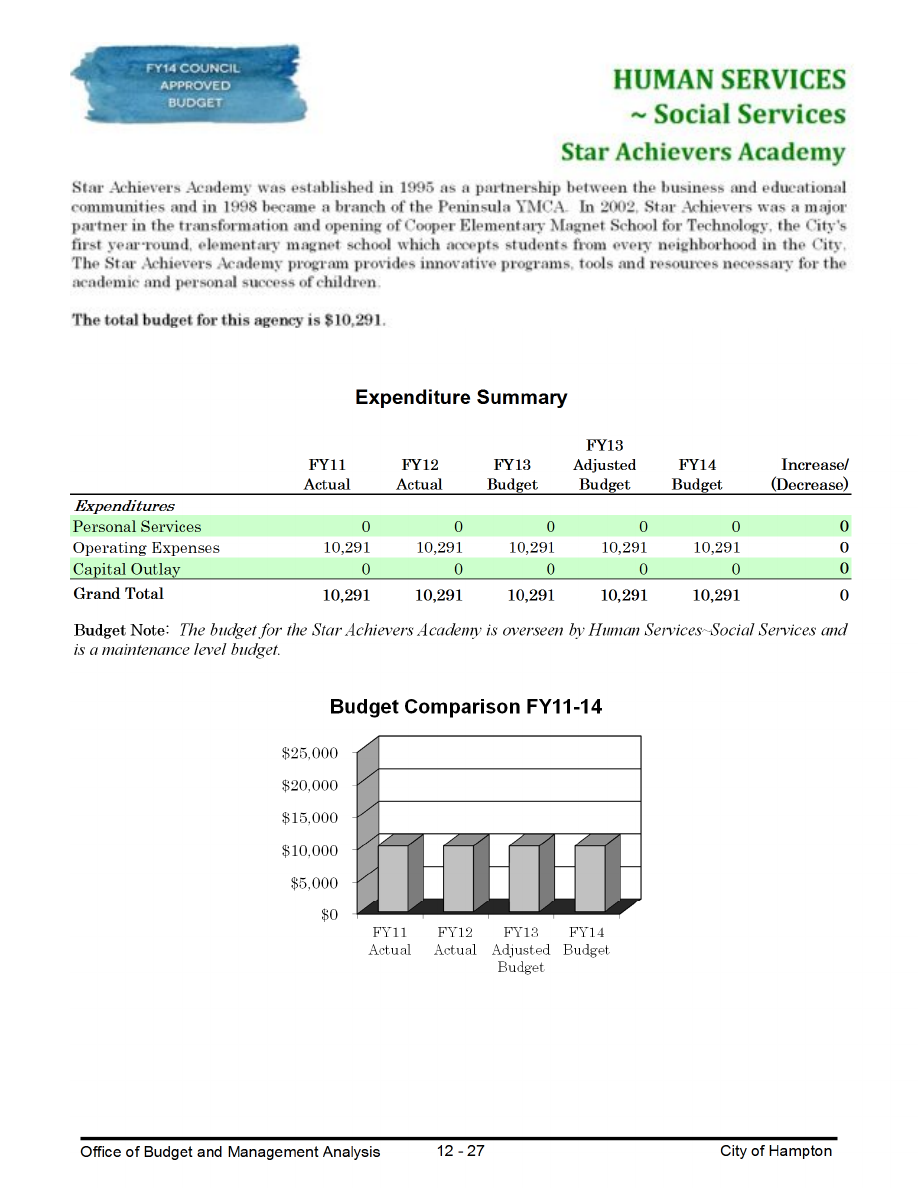 FY14 COUNCIL
APPROVED
BUDGET
HUMAN SERVICES
~ Social Services
Star Achievers Academy
Star Achievers Academy was established in 1995 as a partnership between the business and educational
communities and in 1998 became a branch of the Peninsula YMCA. In 2002, Star Achievers was a major
partner in the transformation and opening of Cooper Elementary Magnet School for Technology, the City's
first year-round, elementary magnet school which accepts students from every neighborhood in the City.
The Star Achievers Academy program provides innovative programs, tools and resources necessary for the
academic and personal success of children.
The total budget for this agency is $10,291.
Expenditure Summary
FY11 Actual FY12 Actual FY13 Budget FY13 Adjusted Budget FY14 Budget Increase/ (Decrease)
Expenditures
Personal Services 0 0 0 0 0 0
Operating Expenses 10,291 10,291 10,291 10,291 10,291 0
Capital Outlay 0 0 0 0 0 0
Grand Total 10,291 10,291 10,291 10,291 10,291 0
Budget Note: The budget for the Star Achievers Academy is overseen by Human Services~Social Services and
is a maintenance level budget.
Budget Comparison FY11-14
$25,000
$20,000
$15,000
$10,000
$5,000
$0
FY11 FY12 FY13 FY14
Actual Actual Adjusted Budget
Budget
Office of Budget and Management Analysis 12 - 27 City of Hampton